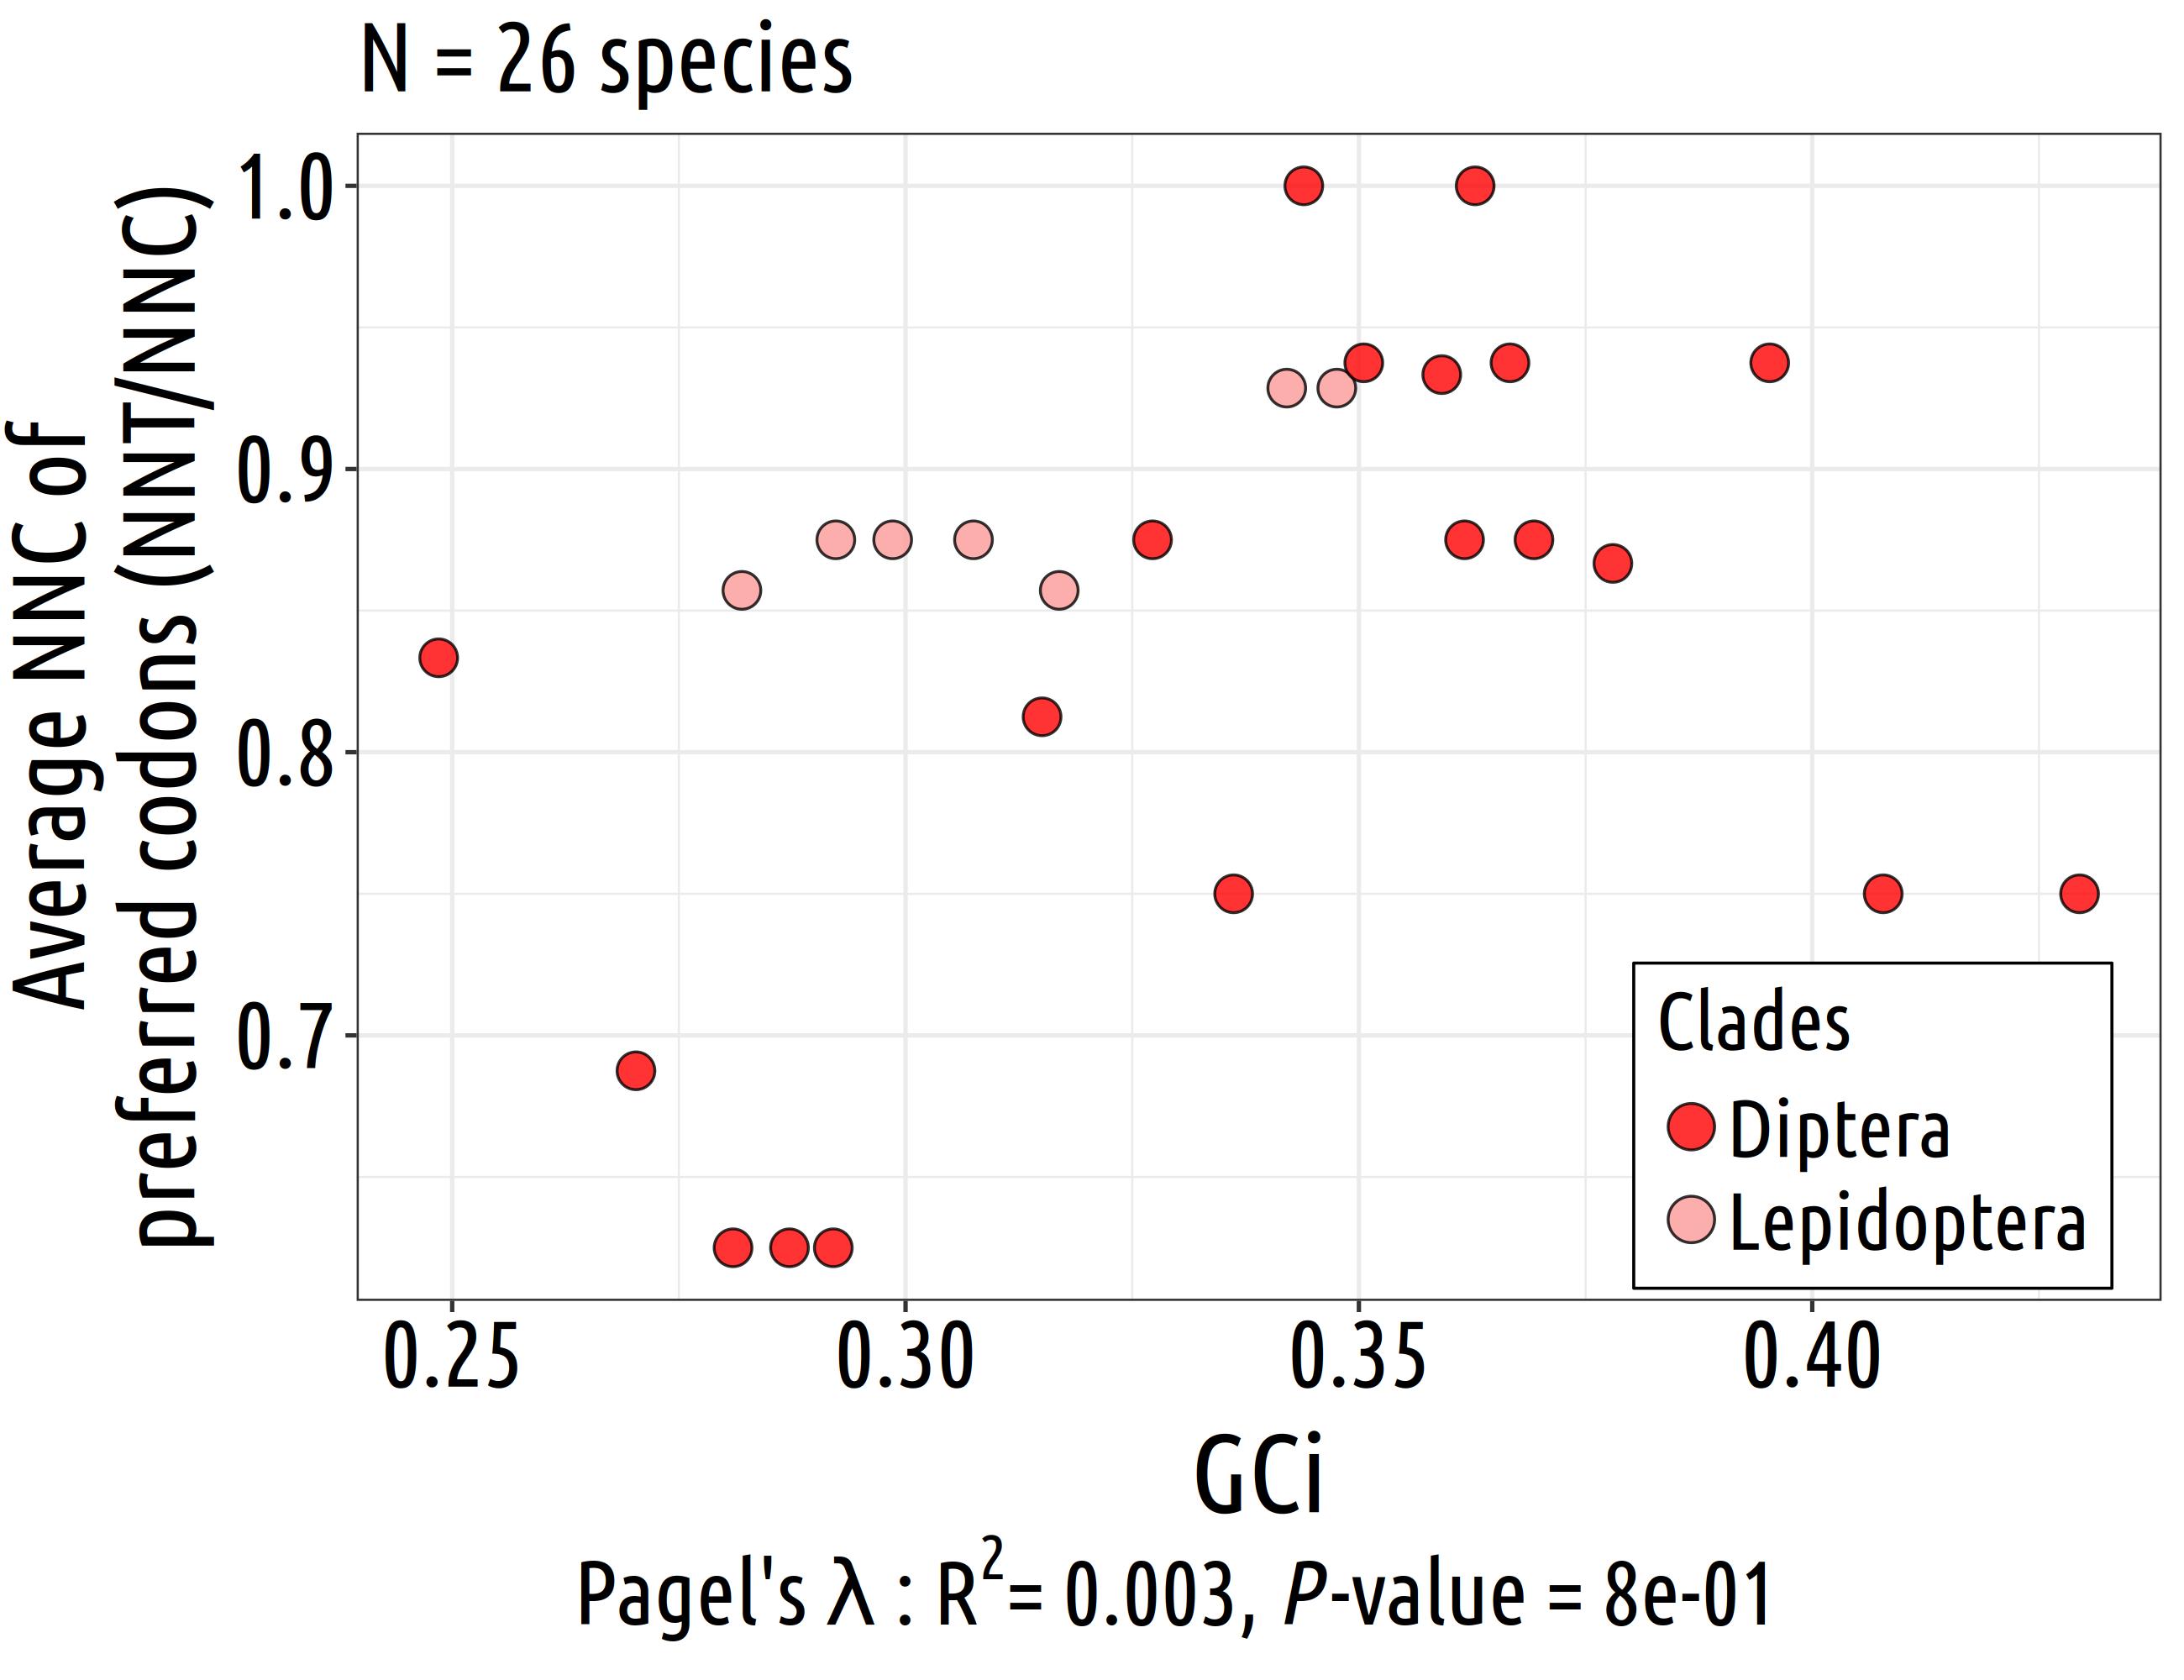 N = 26 species
Average NNC of
preferred codons (NNT/NNC)
1.0
0.9
0.8
0.7
0.25
0.30
0.35
0.40
Clades
Diptera
Lepidoptera
GCi
Pagel's λ : R²= 0.003, P-value = 8e-01